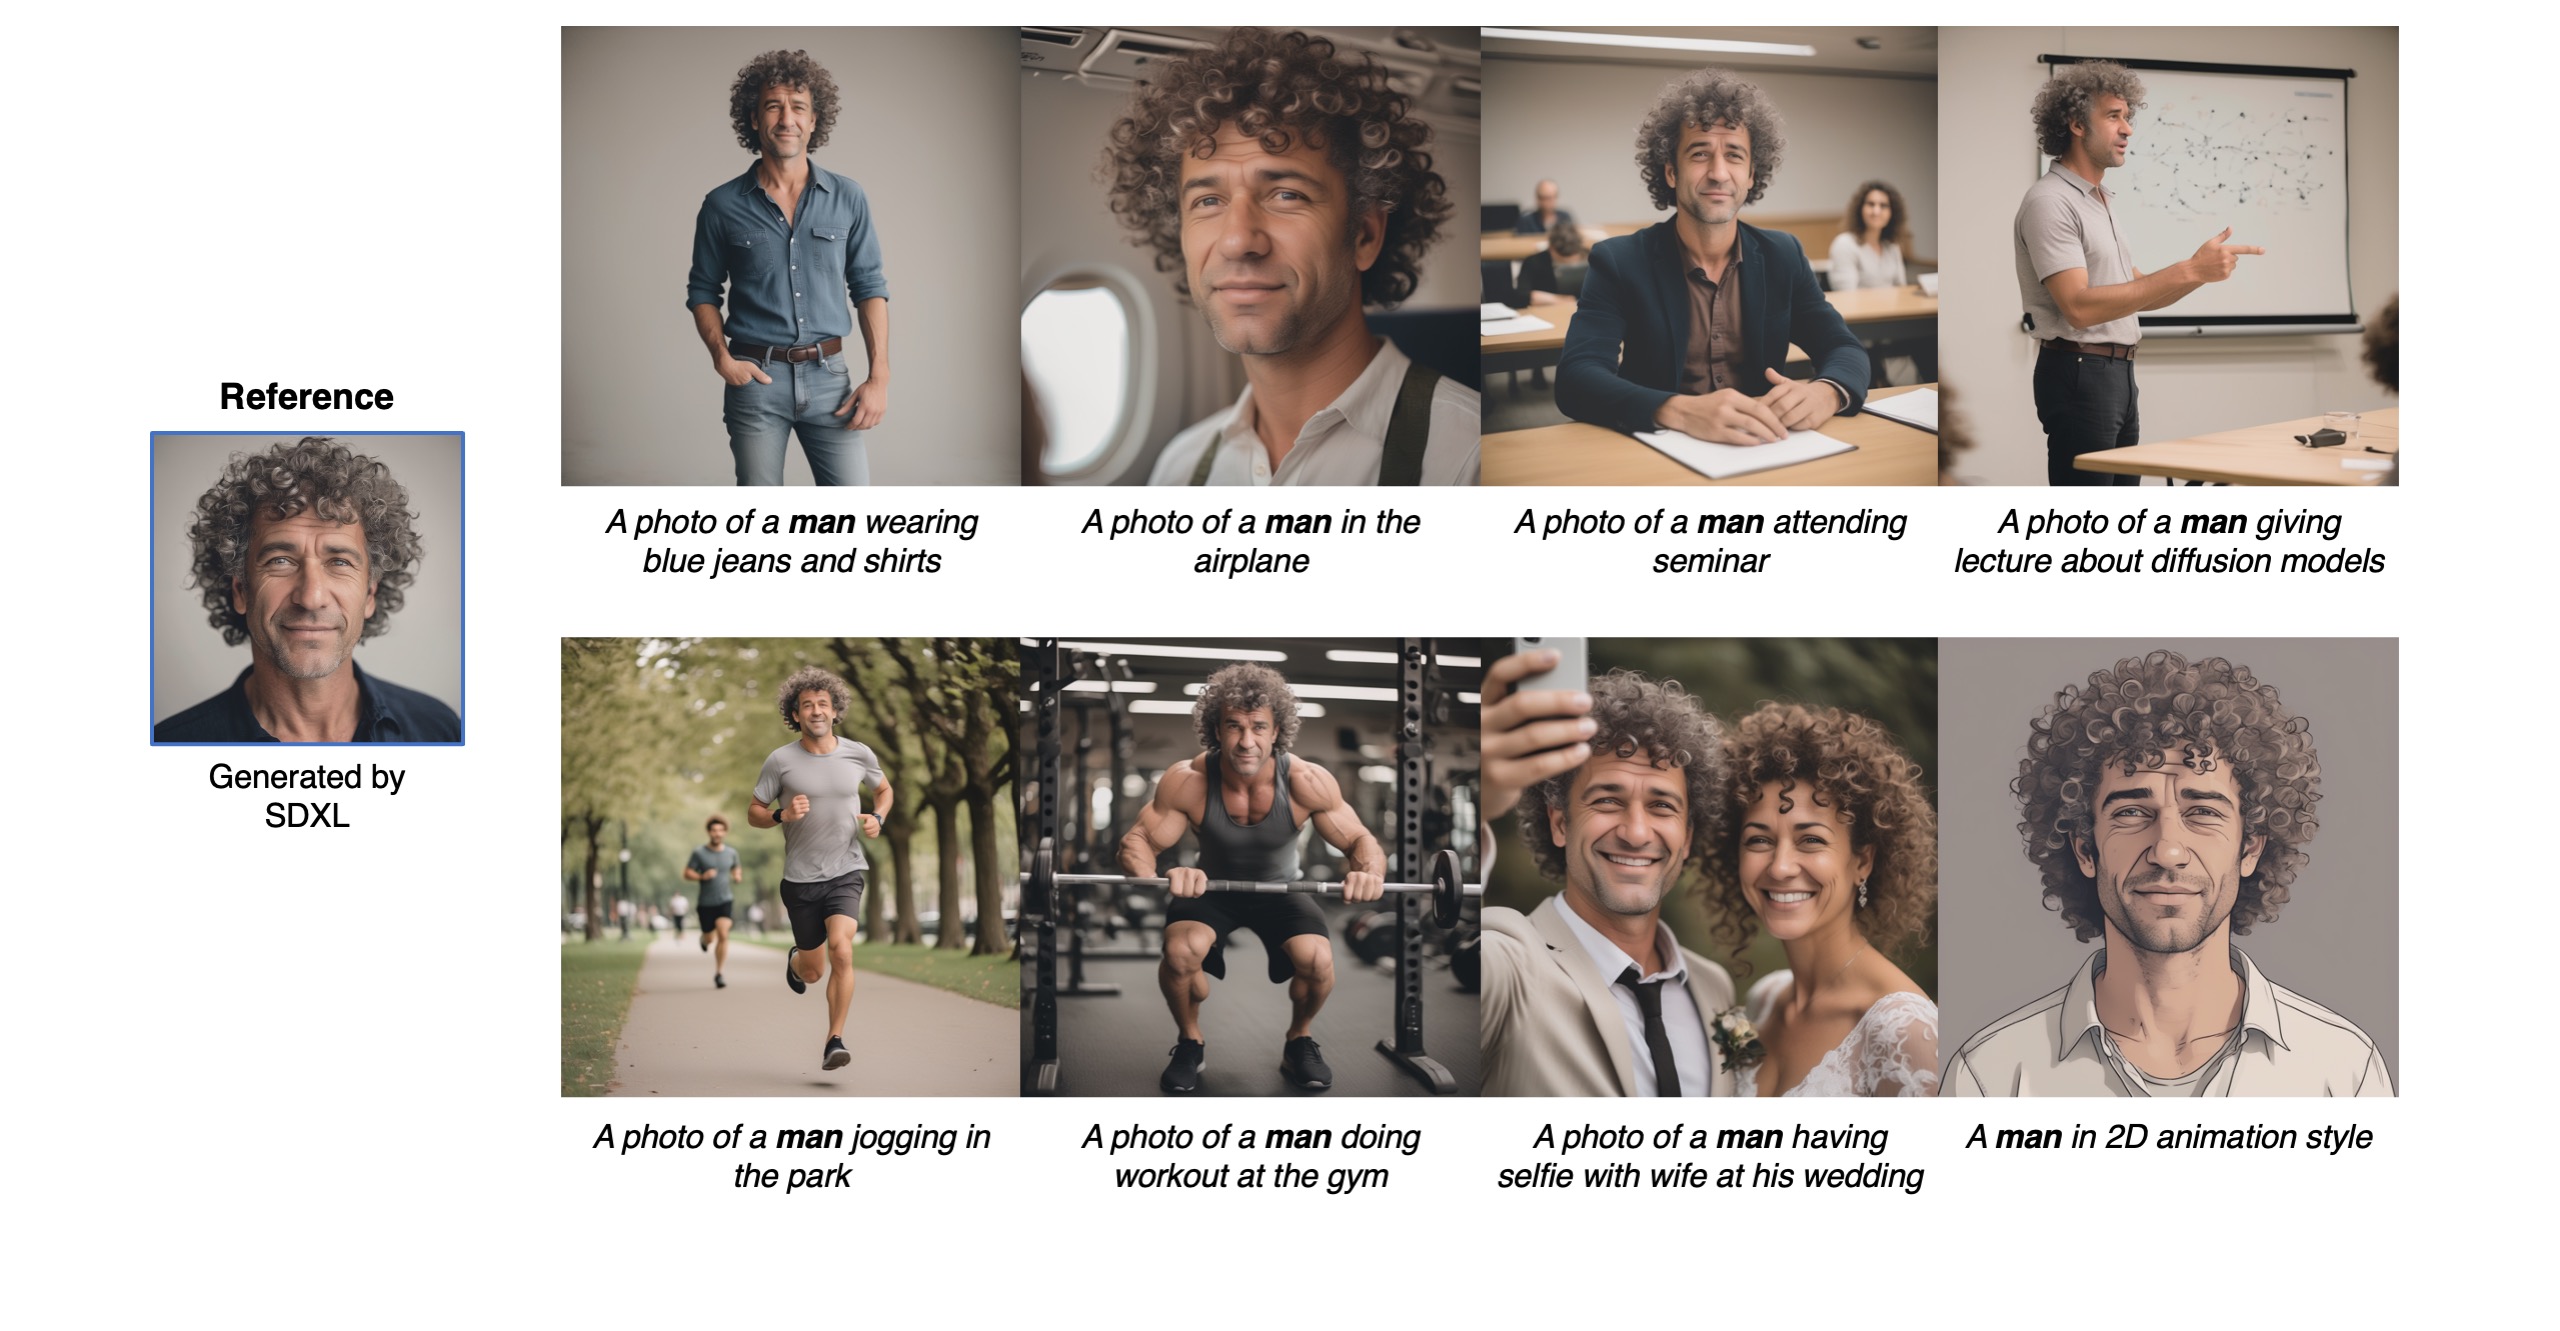 Reference
Generated by
SDXL
A photo of a man wearing
blue jeans and shirts
A photo of a man in the
airplane
A photo of a man attending
seminar
A photo of a man giving
lecture about diffusion models
A photo of a man jogging in
the park
A photo of a man doing
workout at the gym
A photo of a man having
selfie with wife at his wedding
A man in 2D animation style